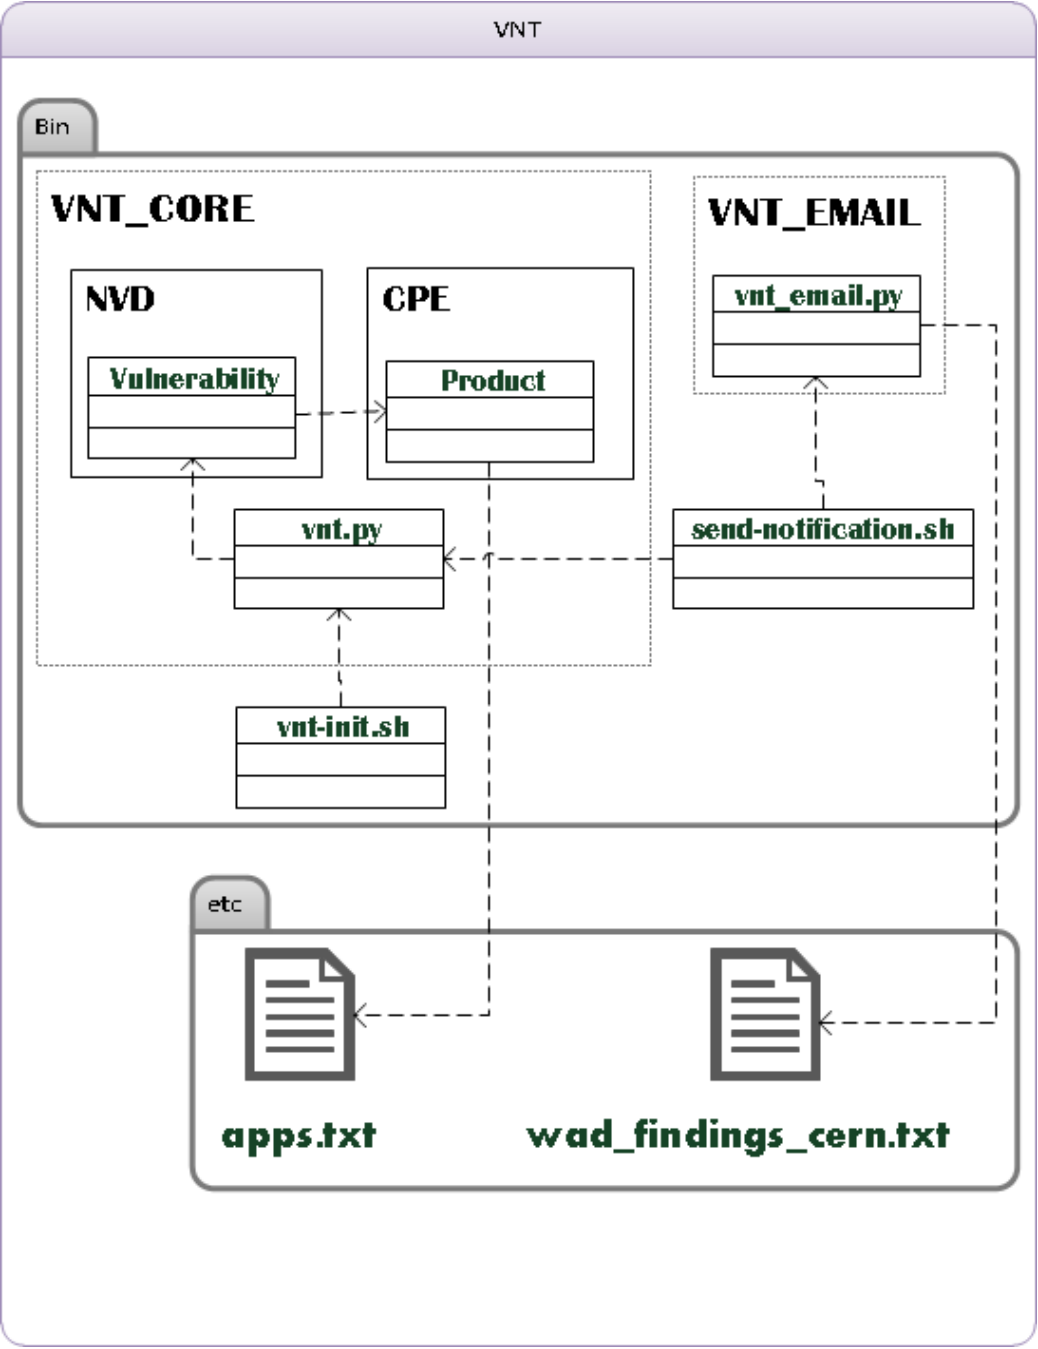 VNT
Bin
VNT_CORE
VNT_EMAIL
NVD
CPE
vnt_email.py
Vulnerability
Product
vnt.py
send-notification.sh
vnt-init.sh
etc
apps.txt
wad_findings_cern.txt